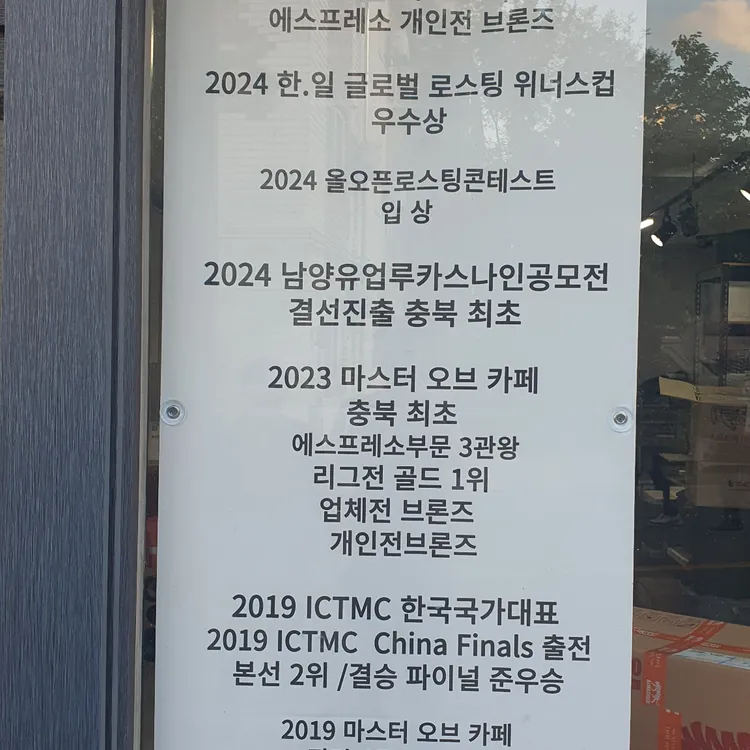 에스프레소 개인전 브론즈
2024 한.일 글로벌 로스팅 위너스컵
우수상
2024 올오픈로스팅콘테스트
입 상
2024 남양유업루카스나인공모전
결선진출 충북 최초
2023 마스터 오브 카페
충북 최초
에스프레소부문 3관왕
리그전 골드 1위
업체전 브론즈
개인전브론즈
2019 ICTMC 한국국가대표
2019 ICTMC China Finals 출전
본선 2위 /결승 파이널 준우승
2019 마스터 오브 카페